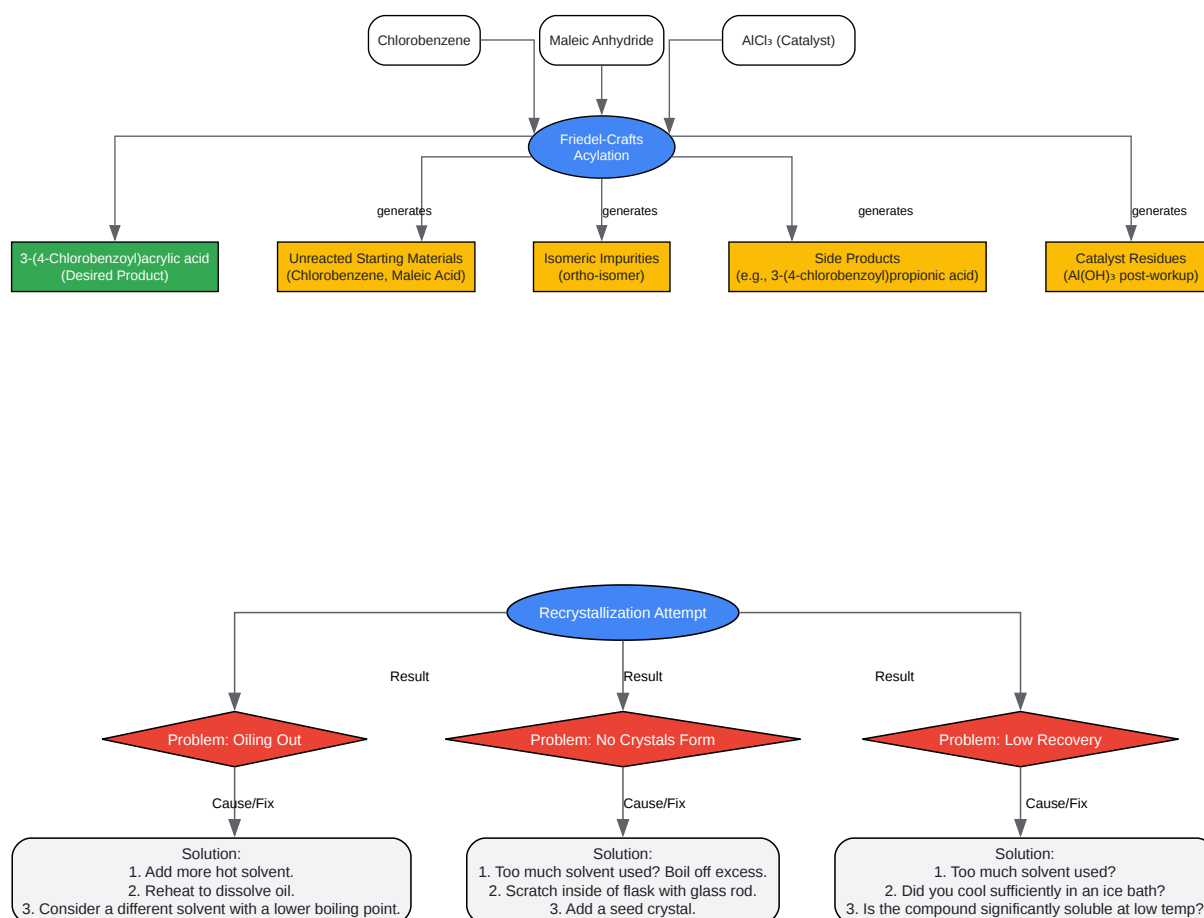 Chlorobenzene
Maleic Anhydride
AlCl₃ (Catalyst)
Friedel-Crafts
Acylation
generates
generates
generates
generates
3-(4-Chlorobenzoyl)acrylic acid
(Desired Product)
Unreacted Starting Materials
(Chlorobenzene, Maleic Acid)
Isomeric Impurities
(ortho-isomer)
Side Products
(e.g., 3-(4-chlorobenzoyl)propionic acid)
Catalyst Residues
(Al(OH)₃ post-workup)
Recrystallization Attempt
Result
Result
Result
Problem: Oiling Out
Problem: No Crystals Form
Problem: Low Recovery
Cause/Fix
Cause/Fix
Cause/Fix
Solution:
1. Add more hot solvent.
2. Reheat to dissolve oil.
3. Consider a different solvent with a lower boiling point.
Solution:
1. Too much solvent used? Boil off excess.
2. Scratch inside of flask with glass rod.
3. Add a seed crystal.
Solution:
1. Too much solvent used?
2. Did you cool sufficiently in an ice bath?
3. Is the compound significantly soluble at low temp?